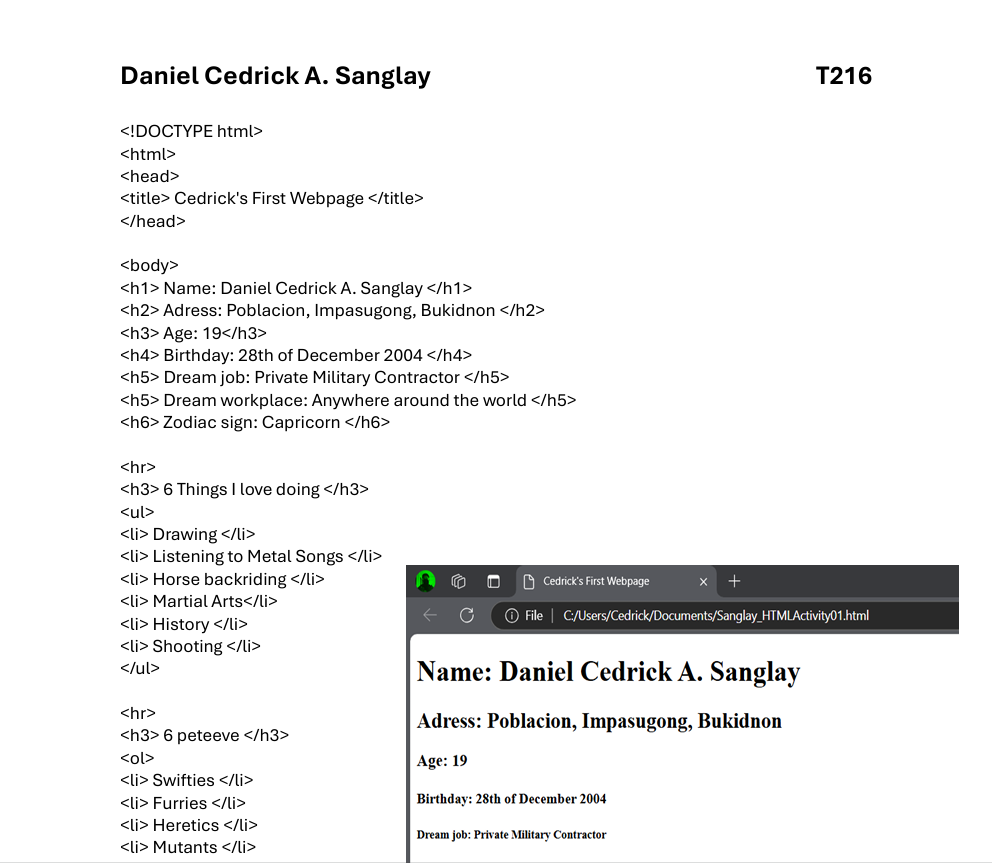 Daniel Cedrick A. Sanglay T216
<!DOCTYPE html>
<html>
<head>
<title> Cedrick's First Webpage </title>
</head>
<body>
<h1> Name: Daniel Cedrick A. Sanglay </h1>
<h2> Adress: Poblacion, Impasugong, Bukidnon </h2>
<h3> Age: 19</h3>
<h4> Birthday: 28th of December 2004 </h4>
<h5> Dream job: Private Military Contractor </h5>
<h5> Dream workplace: Anywhere around the world </h5>
<h6> Zodiac sign: Capricorn </h6>
<hr>
<h3> 6 Things I love doing </h3>
<ul>
<li> Drawing </li>
<li> Listening to Metal Songs </li>
<li> Horse backriding </li>
<li> Martial Arts</li>
<li> History </li>
<li> Shooting </li>
</ul>
<hr>
<h3> 6 peteeve </h3>
<ol>
<li> Swifties </li>
<li> Furries </li>
<li> Heretics </li>
<li> Mutants </li>
Cedrick's First Webpage
File C:/Users/Cedrick/Documents/Sanglay_HTMLActivity01.html
Name: Daniel Cedrick A. Sanglay
Adress: Poblacion, Impasugong, Bukidnon
Age: 19
Birthday: 28th of December 2004
Dream job: Private Military Contractor